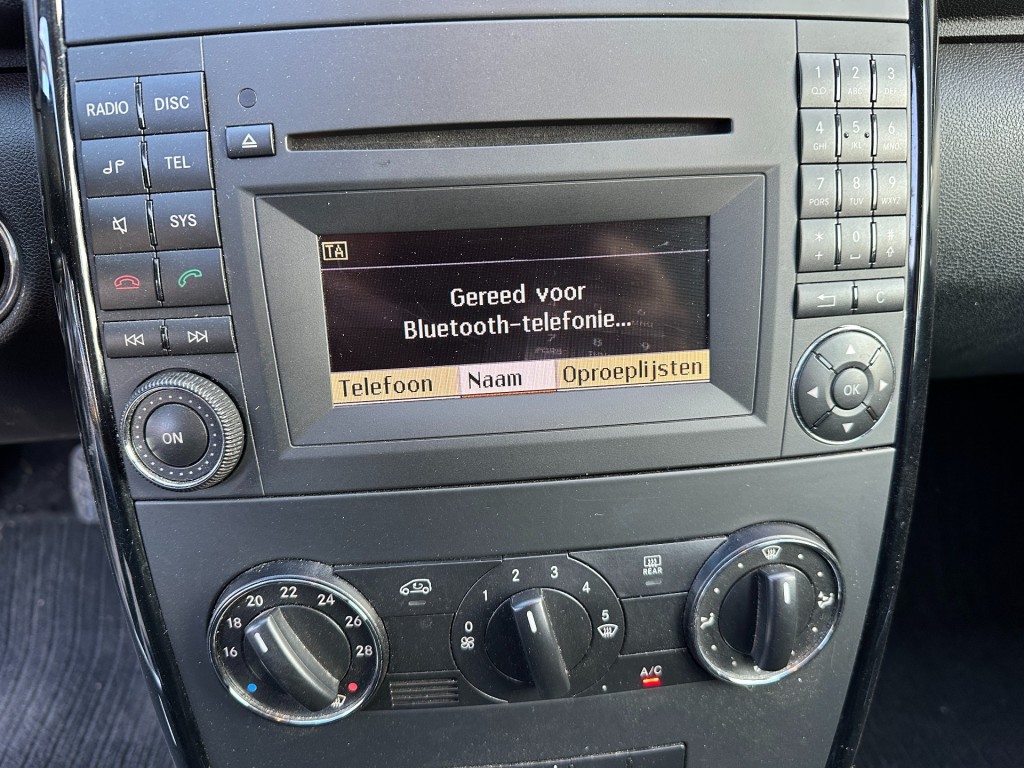 RADIO
DISC
TEL
SYS
ON
TA
Gereed voor
Bluetooth-telefonie...
Telefoon Naam Oproeplijsten
1 2 ABC 3 DEF
4 GHI 5 JKL 6 MNO
7 PQRS 8 TUV 9 WXYZ
* + 0 #
C
OK
16 18 20 22 24 26 28
0 1 2 3 4 5
REAR
A/C